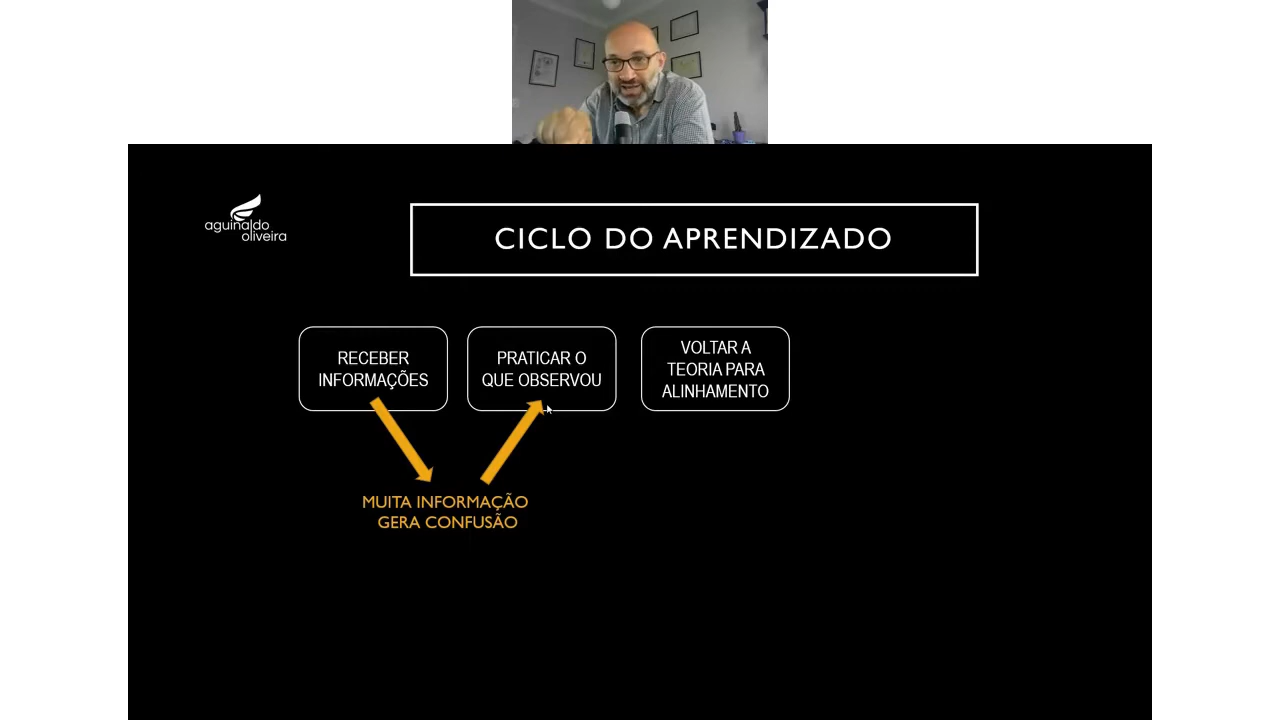 aguinaldo
oliveira
CICLO DO APRENDIZADO
RECEBER
INFORMAÇÕES
PRATICAR O
QUE OBSERVOU
VOLTAR A
TEORIA PARA
ALINHAMENTO
MUITA INFORMAÇÃO
GERA CONFUSÃO